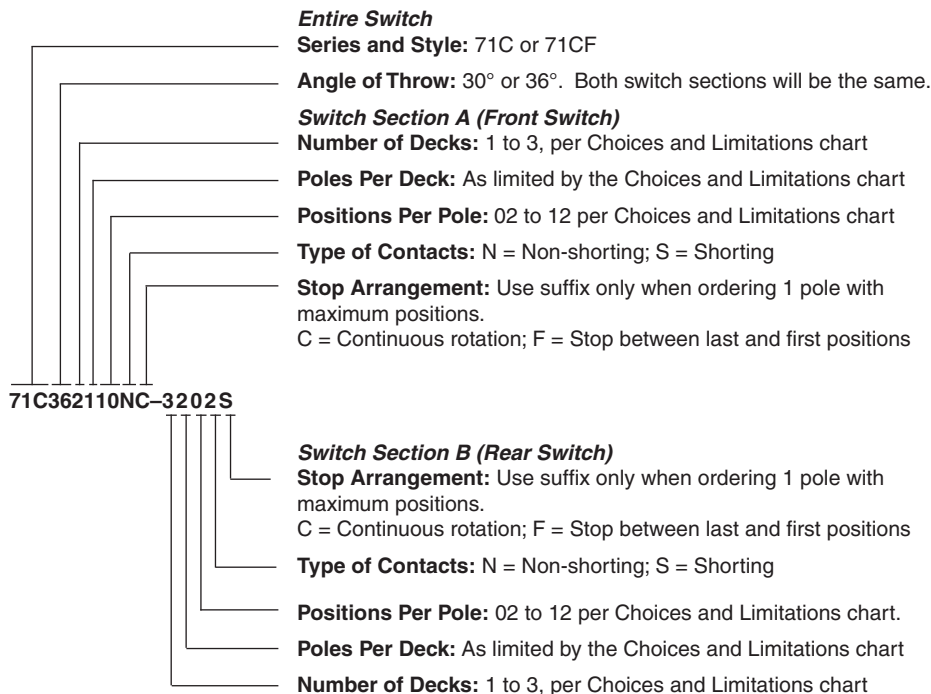 Entire Switch
Series and Style: 71C or 71CF
Angle of Throw: 30° or 36°. Both switch sections will be the same.
Switch Section A (Front Switch)
Number of Decks: 1 to 3, per Choices and Limitations chart
Poles Per Deck: As limited by the Choices and Limitations chart
Positions Per Pole: 02 to 12 per Choices and Limitations chart
Type of Contacts: N = Non-shorting; S = Shorting
Stop Arrangement: Use suffix only when ordering 1 pole with
maximum positions.
C = Continuous rotation; F = Stop between last and first positions
71C362110NC–3202S
Switch Section B (Rear Switch)
Stop Arrangement: Use suffix only when ordering 1 pole with
maximum positions.
C = Continuous rotation; F = Stop between last and first positions
Type of Contacts: N = Non-shorting; S = Shorting
Positions Per Pole: 02 to 12 per Choices and Limitations chart.
Poles Per Deck: As limited by the Choices and Limitations chart
Number of Decks: 1 to 3, per Choices and Limitations chart